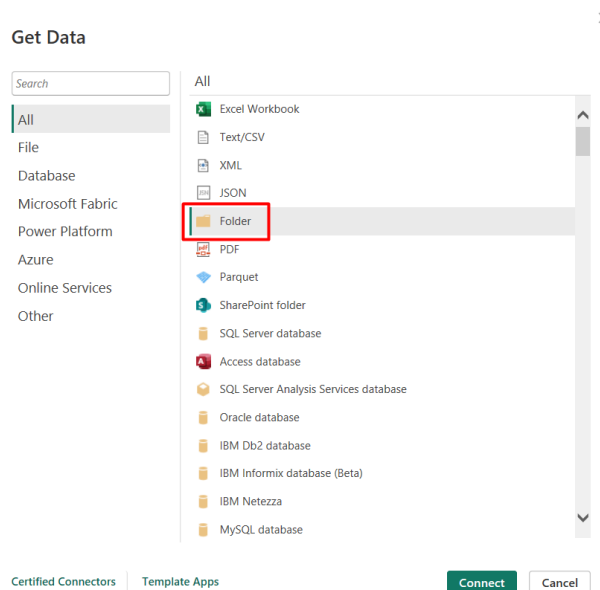 Get Data
Search
All
File
Database
Microsoft Fabric
Power Platform
Azure
Online Services
Other
All
Excel Workbook
Text/CSV
XML
JSON
Folder
PDF
Parquet
SharePoint folder
SQL Server database
Access database
SQL Server Analysis Services database
Oracle database
IBM Db2 database
IBM Informix database (Beta)
IBM Netezza
MySQL database
Certified Connectors
Template Apps
Connect
Cancel